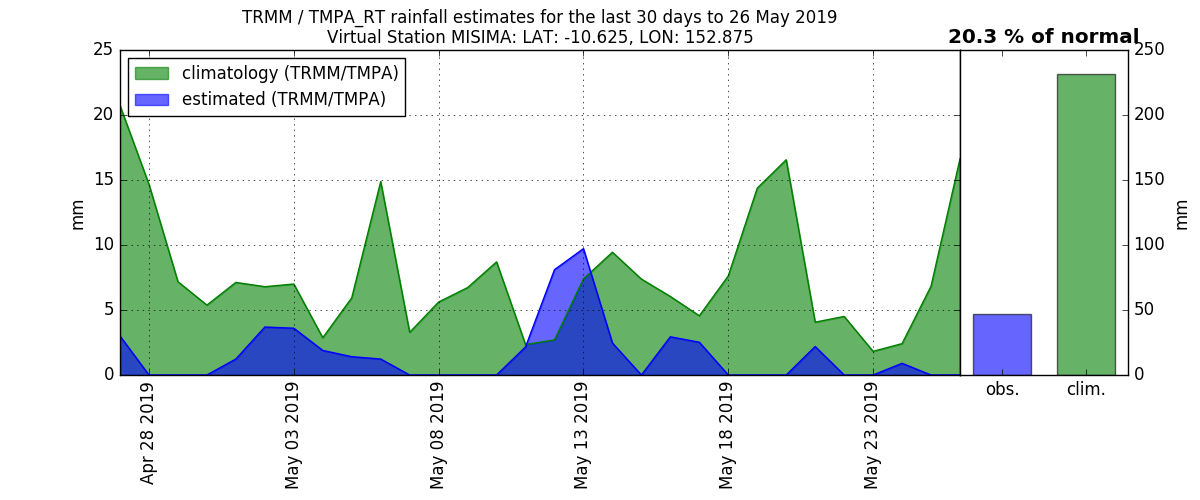 TRMM / TMPA_RT rainfall estimates for the last 30 days to 26 May 2019
Virtual Station MISIMA: LAT: -10.625, LON: 152.875
20.3 % of normal
climatology (TRMM/TMPA)
estimated (TRMM/TMPA)
25
20
15
10
5
0
mm
Apr 28 2019
May 03 2019
May 08 2019
May 13 2019
May 18 2019
May 23 2019
250
200
150
100
50
0
mm
obs.
clim.